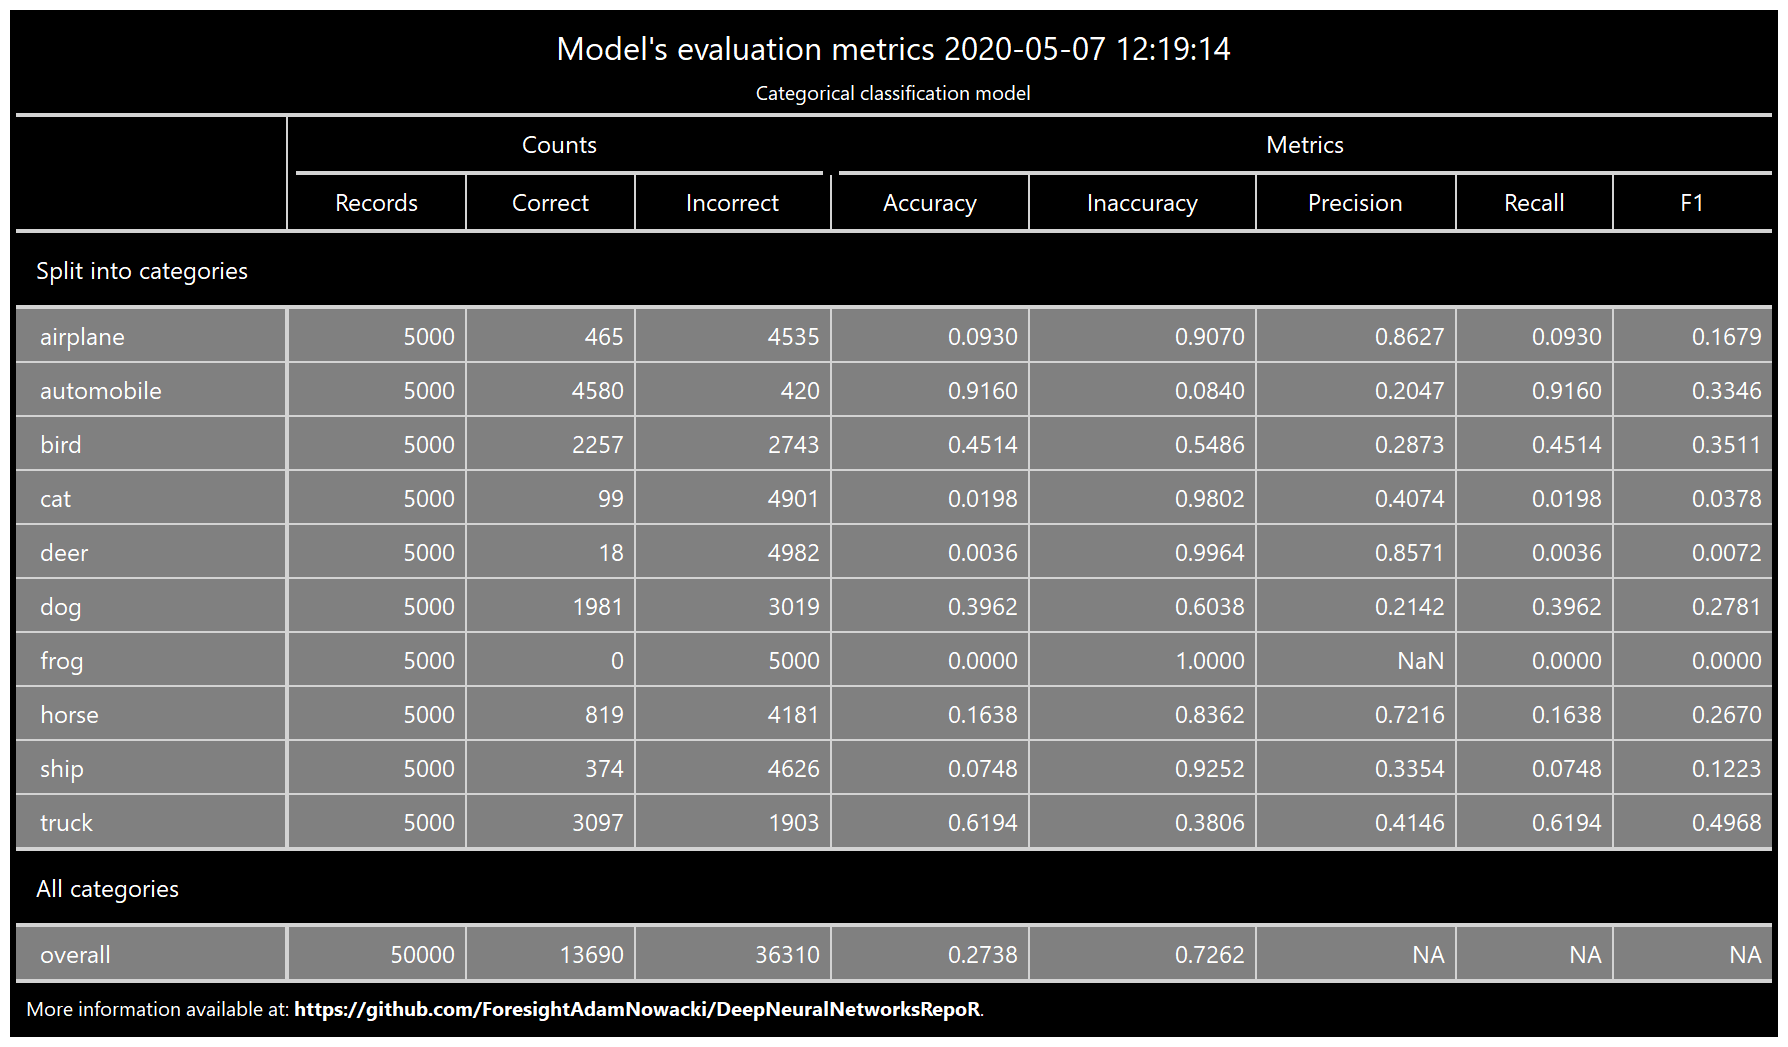 Model's evaluation metrics 2020-05-07 12:19:14
Categorical classification model
Counts Metrics
Records Correct Incorrect Accuracy Inaccuracy Precision Recall F1
Split into categories
airplane 5000 465 4535 0.0930 0.9070 0.8627 0.0930 0.1679
automobile 5000 4580 420 0.9160 0.0840 0.2047 0.9160 0.3346
bird 5000 2257 2743 0.4514 0.5486 0.2873 0.4514 0.3511
cat 5000 99 4901 0.0198 0.9802 0.4074 0.0198 0.0378
deer 5000 18 4982 0.0036 0.9964 0.8571 0.0036 0.0072
dog 5000 1981 3019 0.3962 0.6038 0.2142 0.3962 0.2781
frog 5000 0 5000 0.0000 1.0000 NaN 0.0000 0.0000
horse 5000 819 4181 0.1638 0.8362 0.7216 0.1638 0.2670
ship 5000 374 4626 0.0748 0.9252 0.3354 0.0748 0.1223
truck 5000 3097 1903 0.6194 0.3806 0.4146 0.6194 0.4968
All categories
overall 50000 13690 36310 0.2738 0.7262 NA NA NA
More information available at: https://github.com/ForesightAdamNowacki/DeepNeuralNetworksRepoR.